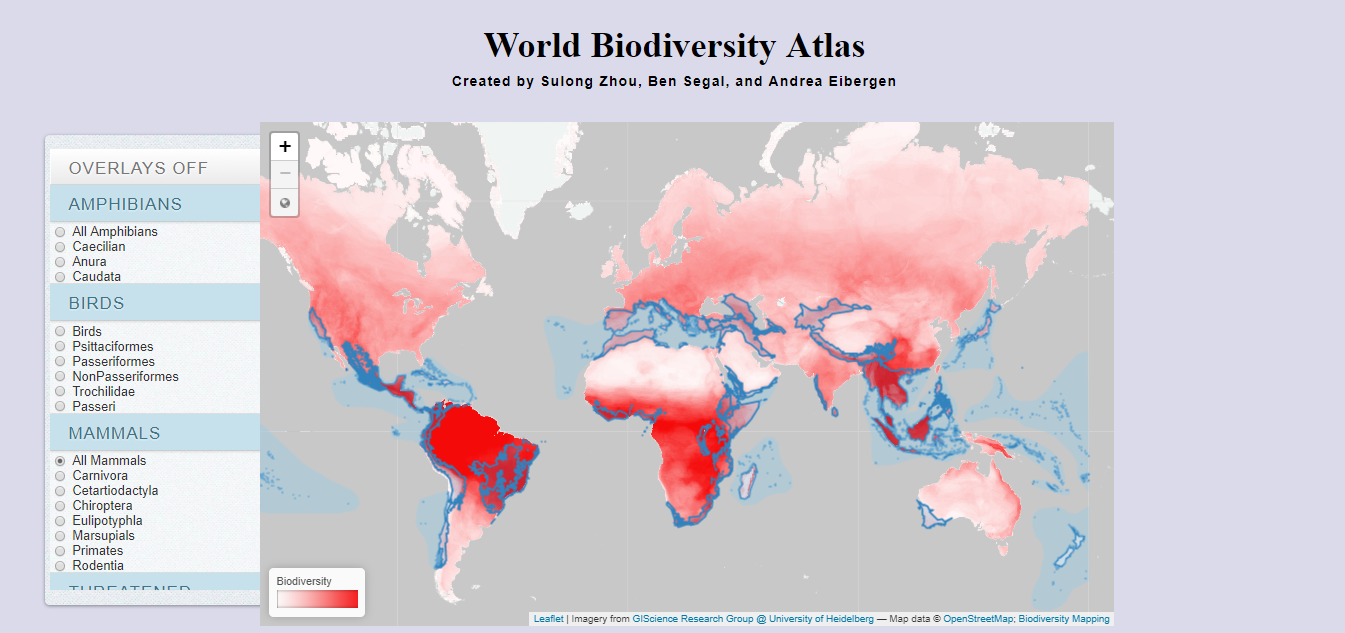 World Biodiversity Atlas
Created by Sulong Zhou, Ben Segal, and Andrea Eibergen
OVERLAYS OFF
AMPHIBIANS
All Amphibians
Caecilian
Anura
Caudata
BIRDS
Birds
Psittaciformes
Passeriformes
NonPasseriformes
Trochilidae
Passeri
MAMMALS
All Mammals
Carnivora
Cetartiodactyla
Chiroptera
Eulipotyphla
Marsupials
Primates
Rodentia
THREATENED
+
−
Biodiversity
Leaflet | Imagery from GIScience Research Group @ University of Heidelberg — Map data © OpenStreetMap; Biodiversity Mapping